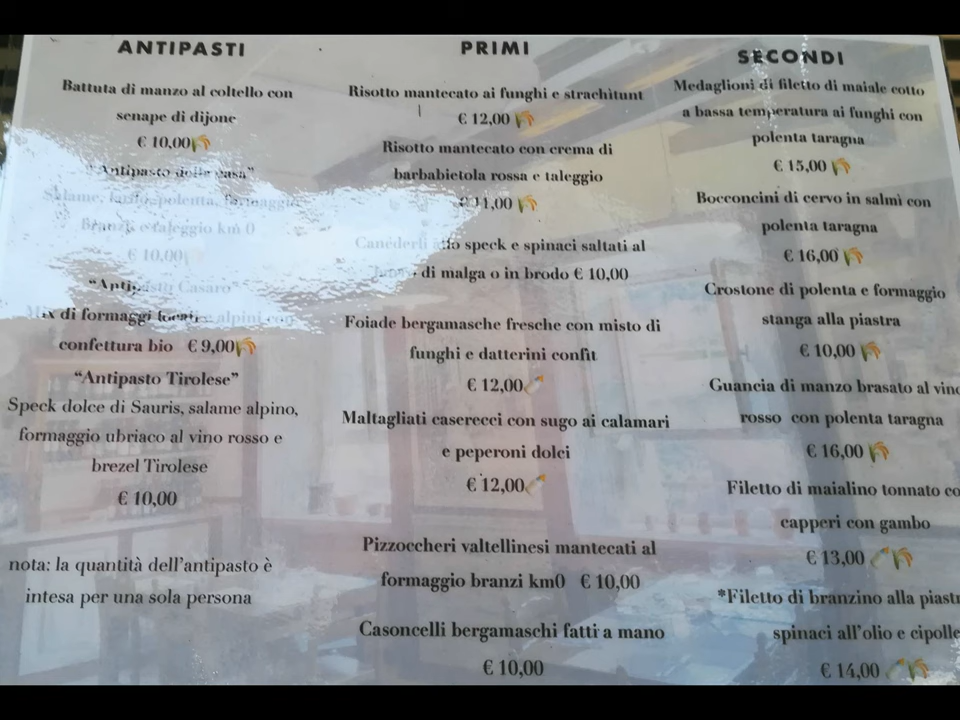 ANTIPASTI
Battuta di manzo al coltello con
senape di dijone
€ 10,00
"Antipasto della casa"
Salame, lardo, polenta, formaggio
Branzi e taleggio km 0
€ 10,00
"Antipasto Casaro"
Mix di formaggi locali e alpini con
confettura bio € 9,00
"Antipasto Tirolese"
Speck dolce di Sauris, salame alpino,
formaggio ubriaco al vino rosso e
brezel Tirolese
€ 10,00
nota: la quantità dell'antipasto è
intesa per una sola persona
PRIMI
Risotto mantecato ai funghi e strachìtunt
€ 12,00
Risotto mantecato con crema di
barbabietola rossa e taleggio
€ 11,00
Canederli allo speck e spinaci saltati al
di malga o in brodo € 10,00
Foiade bergamasche fresche con misto di
funghi e datterini confit
€ 12,00
Maltagliati caserecci con sugo ai calamari
e peperoni dolci
€ 12,00
Pizzoccheri valtellinesi mantecati al
formaggio branzi km0 € 10,00
Casoncelli bergamaschi fatti a mano
€ 10,00
SECONDI
Medaglioni di filetto di maiale cotto
a bassa temperatura ai funghi con
polenta taragna
€ 15,00
Bocconcini di cervo in salmì con
polenta taragna
€ 16,00
Crostone di polenta e formaggio
stanga alla piastra
€ 10,00
Guancia di manzo brasato al vino
rosso con polenta taragna
€ 16,00
Filetto di maialino tonnato co
capperi con gambo
€ 13,00
*Filetto di branzino alla piastr
spinaci all'olio e cipolle
€ 14,00